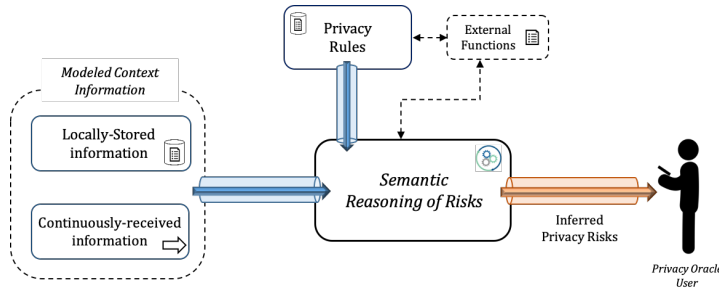 Privacy
Rules
External
Functions
Modeled Context
Information
Locally-Stored
information
Continuously-received
information
Semantic
Reasoning of Risks
Inferred
Privacy Risks
Privacy Oracle
User